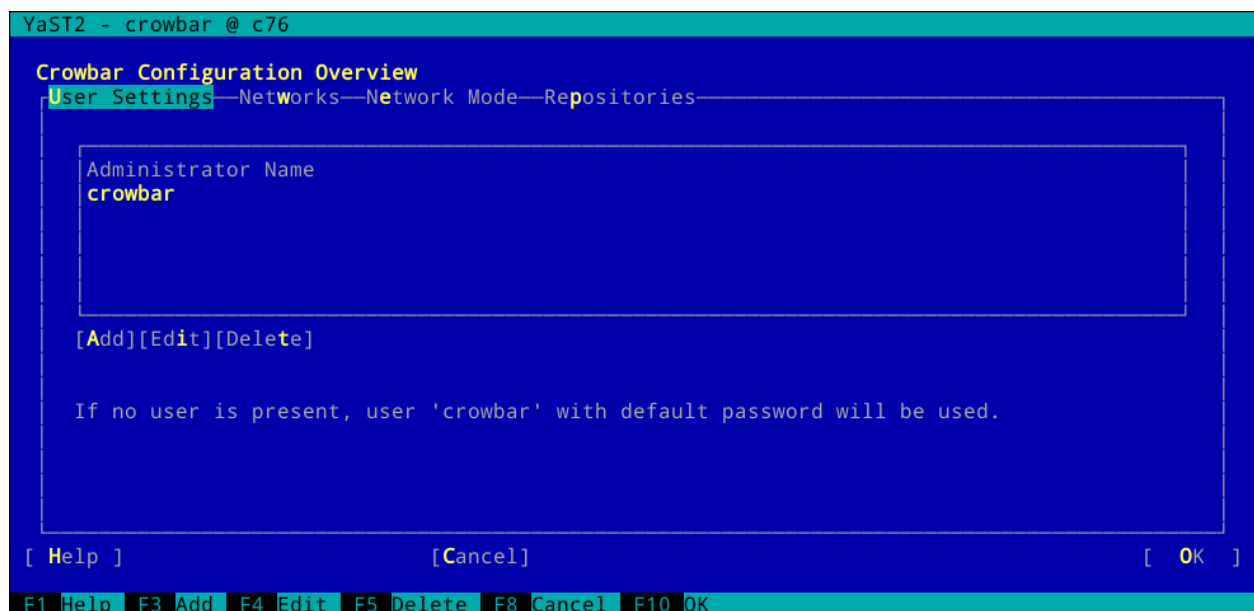 YaST2 - crowbar @ c76
Crowbar Configuration Overview
User Settings Networks Network Mode Repositories
Administrator Name
crowbar
[Add][Edit][Delete]
If no user is present, user 'crowbar' with default password will be used.
[ Help ] [Cancel] [ OK ]
F1 Help F3 Add F4 Edit F5 Delete F8 Cancel F10 OK